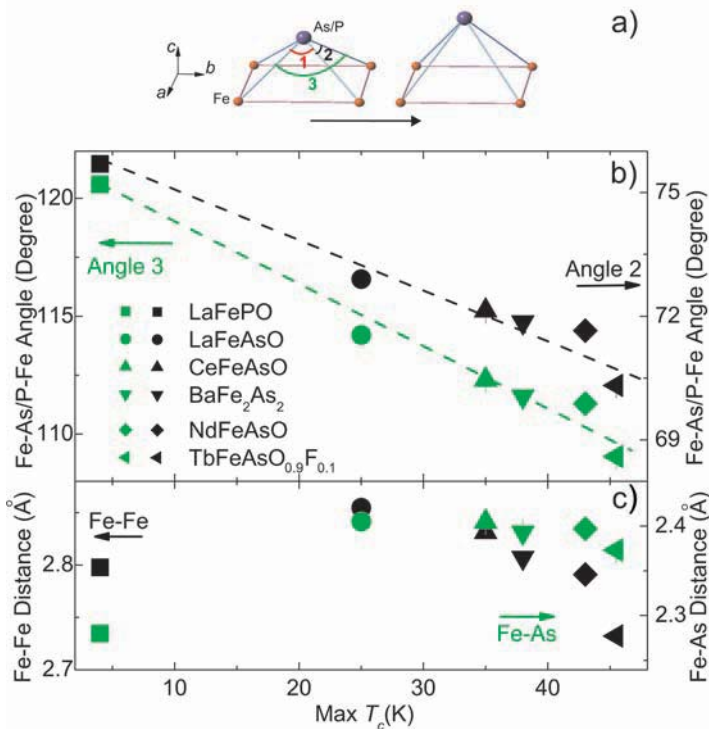 a)
As/P
c
b
a
1
2
3
Fe
b)
Fe-As/P-Fe Angle (Degree)
120
115
110
Angle 3
Angle 2
LaFePO
LaFeAsO
CeFeAsO
BaFe₂As₂
NdFeAsO
TbFeAsO₀.₉F₀.₁
75
72
69
Fe-As/P-Fe Angle (Degree)
c)
Fe-Fe Distance (Å)
2.8
2.7
Fe-Fe
Fe-As
2.4
2.3
Fe-As Distance (Å)
10
20
30
40
Max Tc(K)